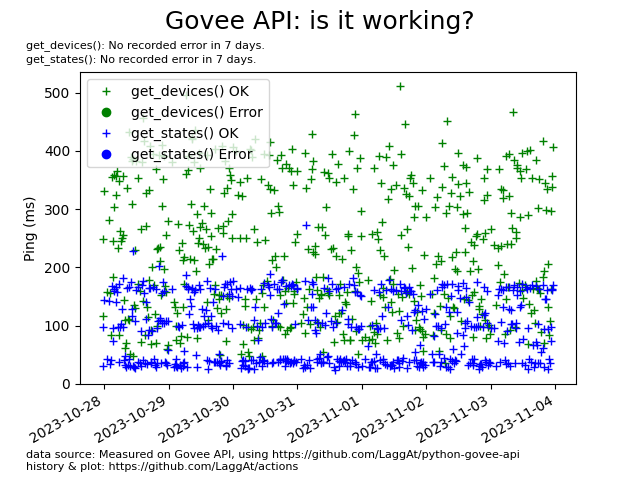 Govee API: is it working?
get_devices(): No recorded error in 7 days.
get_states(): No recorded error in 7 days.
get_devices() OK
get_devices() Error
get_states() OK
get_states() Error
Ping (ms)
500
400
300
200
100
0
2023-10-28
2023-10-29
2023-10-30
2023-10-31
2023-11-01
2023-11-02
2023-11-03
2023-11-04
data source: Measured on Govee API, using https://github.com/LaggAt/python-govee-api
history & plot: https://github.com/LaggAt/actions